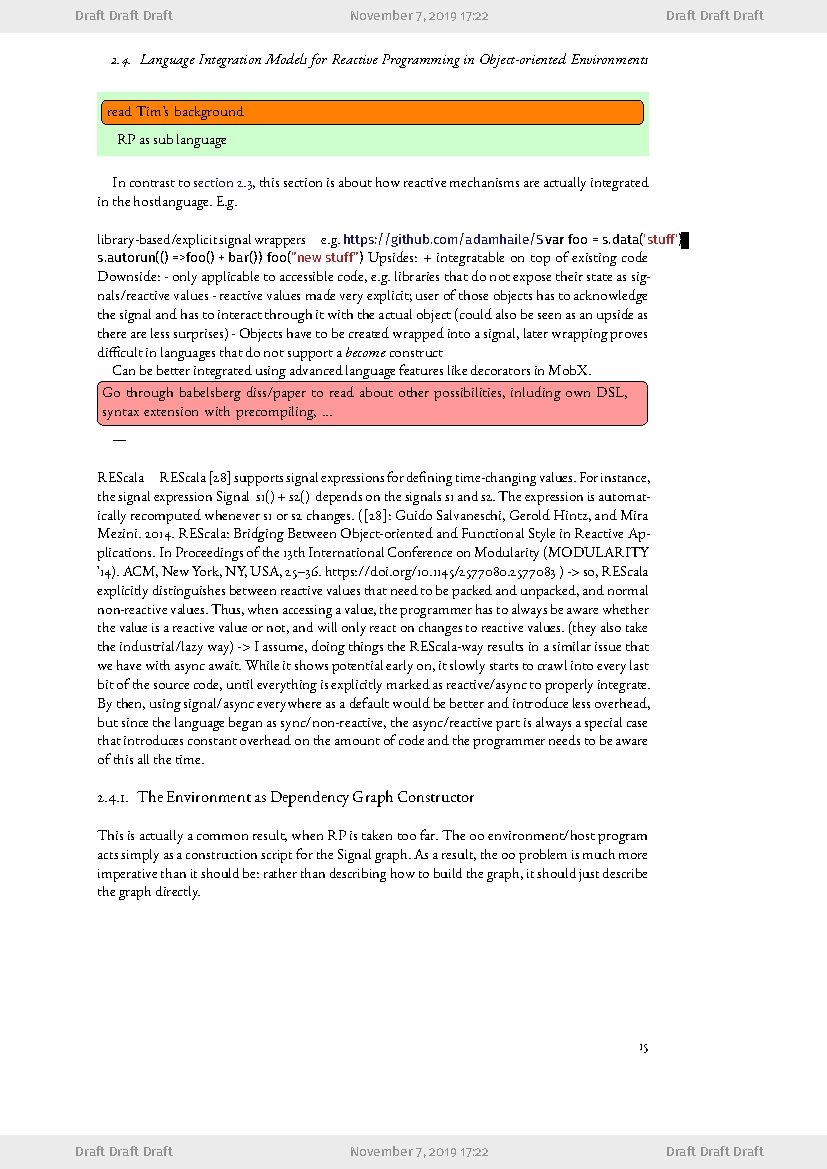 Draft Draft Draft November 7, 2019 17:22 Draft Draft Draft
2.4. Language Integration Models for Reactive Programming in Object-oriented Environments
read Tim's background
RP as sub language
In contrast to section 2.3, this section is about how reactive mechanisms are actually integrated
in the hostlanguage. E.g.
library-based/explicit signal wrappers e.g. https://github.com/adamhaile/S var foo = s.data('stuff')
s.autorun(() =>foo() + bar()) foo("new stuff") Upsides: + integratable on top of existing code
Downside: - only applicable to accessible code, e.g. libraries that do not expose their state as sig-
nals/reactive values - reactive values made very explicit; user of those objects has to acknowledge
the signal and has to interact through it with the actual object (could also be seen as an upside as
there are less surprises) - Objects have to be created wrapped into a signal, later wrapping proves
difficult in languages that do not support a become construct
Can be better integrated using advanced language features like decorators in MobX.
Go through babelsberg diss/paper to read about other possibilities, inluding own DSL,
syntax extension with precompiling, ...
—
REScala REScala [28] supports signal expressions for defining time-changing values. For instance,
the signal expression Signal s1() + s2() depends on the signals s1 and s2. The expression is automat-
ically recomputed whenever s1 or s2 changes. ([28]: Guido Salvaneschi, Gerold Hintz, and Mira
Mezini. 2014. REScala: Bridging Between Object-oriented and Functional Style in Reactive Ap-
plications. In Proceedings of the 13th International Conference on Modularity (MODULARITY
'14). ACM, New York, NY, USA, 25–36. https://doi.org/10.1145/2577080.2577083 ) -> so, REScala
explicitly distinguishes between reactive values that need to be packed and unpacked, and normal
non-reactive values. Thus, when accessing a value, the programmer has to always be aware whether
the value is a reactive value or not, and will only react on changes to reactive values. (they also take
the industrial/lazy way) -> I assume, doing things the REScala-way results in a similar issue that
we have with async await. While it shows potential early on, it slowly starts to crawl into every last
bit of the source code, until everything is explicitly marked as reactive/async to properly integrate.
By then, using signal/async everywhere as a default would be better and introduce less overhead,
but since the language began as sync/non-reactive, the async/reactive part is always a special case
that introduces constant overhead on the amount of code and the programmer needs to be aware
of this all the time.
2.4.1. The Environment as Dependency Graph Constructor
This is actually a common result, when RP is taken too far. The oo environment/host program
acts simply as a construction script for the Signal graph. As a result, the oo problem is much more
imperative than it should be: rather than describing how to build the graph, it should just describe
the graph directly.
15
Draft Draft Draft November 7, 2019 17:22 Draft Draft Draft